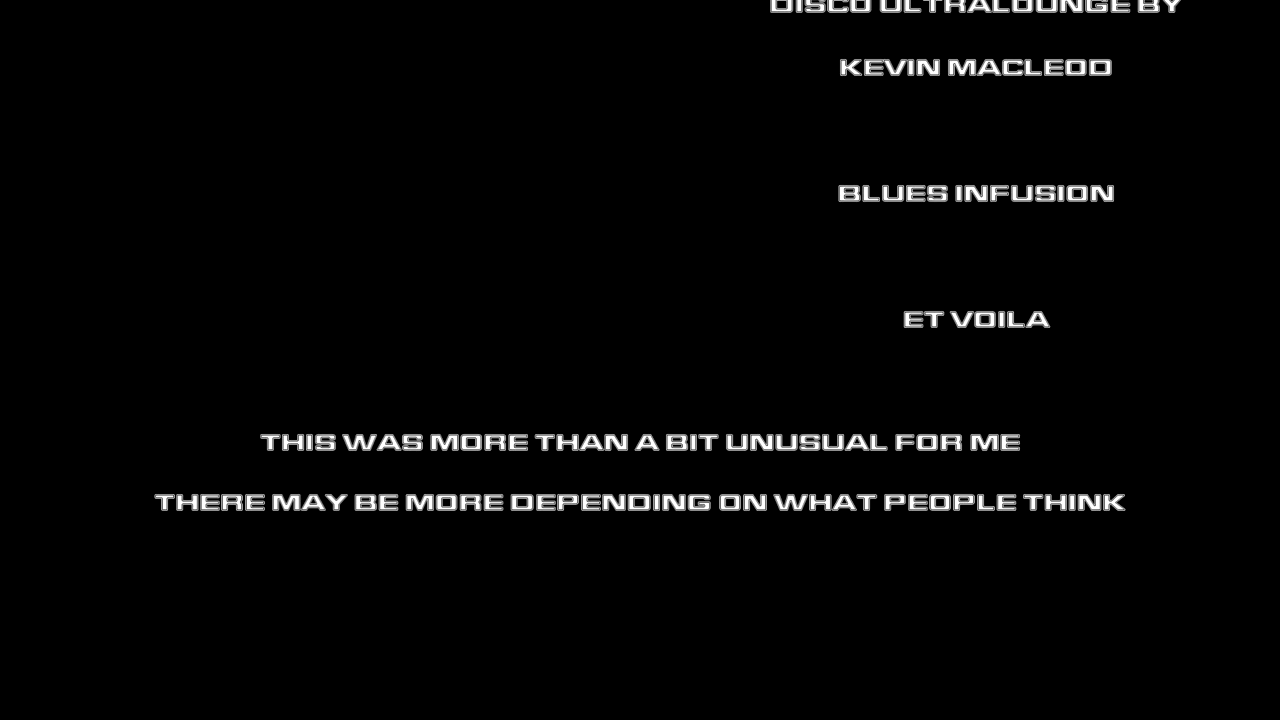 DISCO ULTRALOUNGE BY
KEVIN MACLEOD
BLUES INFUSION
ET VOILA
THIS WAS MORE THAN A BIT UNUSUAL FOR ME
THERE MAY BE MORE DEPENDING ON WHAT PEOPLE THINK